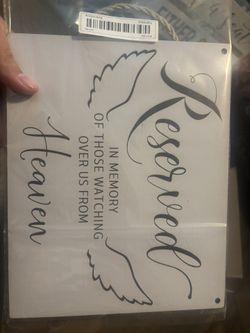 Reserved
IN MEMORY
OF THOSE WATCHING
OVER US FROM
Heaven